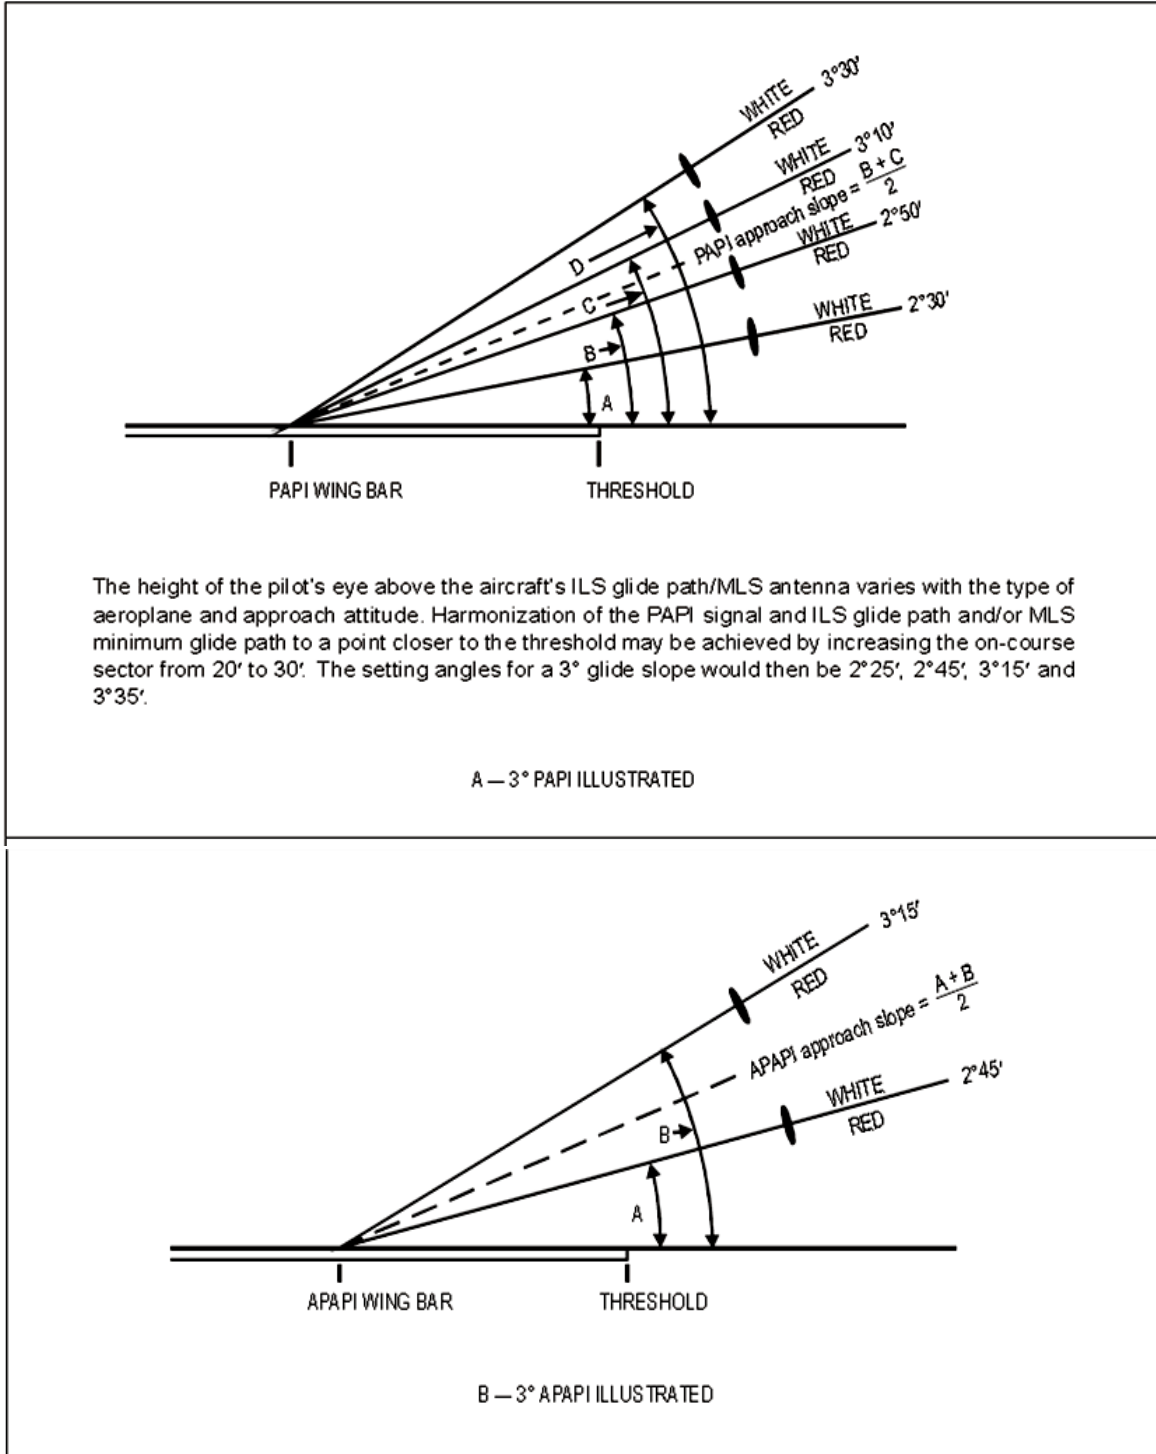 WHITE 3°30′
RED
WHITE 3°10′
RED
PAPI approach slope = B + C
2
WHITE 2°50′
RED
WHITE 2°30′
RED
D
C
B
A
PAPI WING BAR THRESHOLD
The height of the pilot's eye above the aircraft's ILS glide path/MLS antenna varies with the type of
aeroplane and approach attitude. Harmonization of the PAPI signal and ILS glide path and/or MLS
minimum glide path to a point closer to the threshold may be achieved by increasing the on-course
sector from 20′ to 30′. The setting angles for a 3° glide slope would then be 2°25′, 2°45′, 3°15′ and
3°35′.
A — 3° PAPI ILLUSTRATED
WHITE 3°15′
RED
APAPI approach slope = A + B
2
WHITE 2°45′
RED
B
A
APAPI WING BAR THRESHOLD
B — 3° APAPI ILLUSTRATED